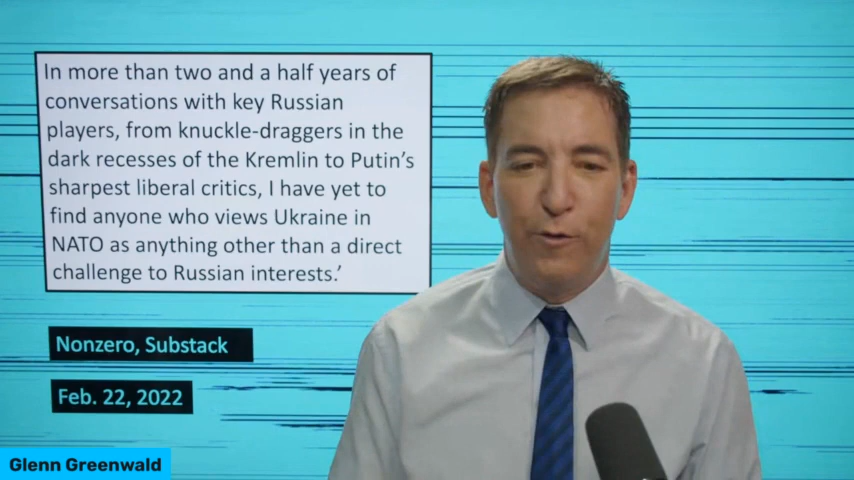 In more than two and a half years of
conversations with key Russian
players, from knuckle-draggers in the
dark recesses of the Kremlin to Putin’s
sharpest liberal critics, I have yet to
find anyone who views Ukraine in
NATO as anything other than a direct
challenge to Russian interests.’
Nonzero, Substack
Feb. 22, 2022
Glenn Greenwald